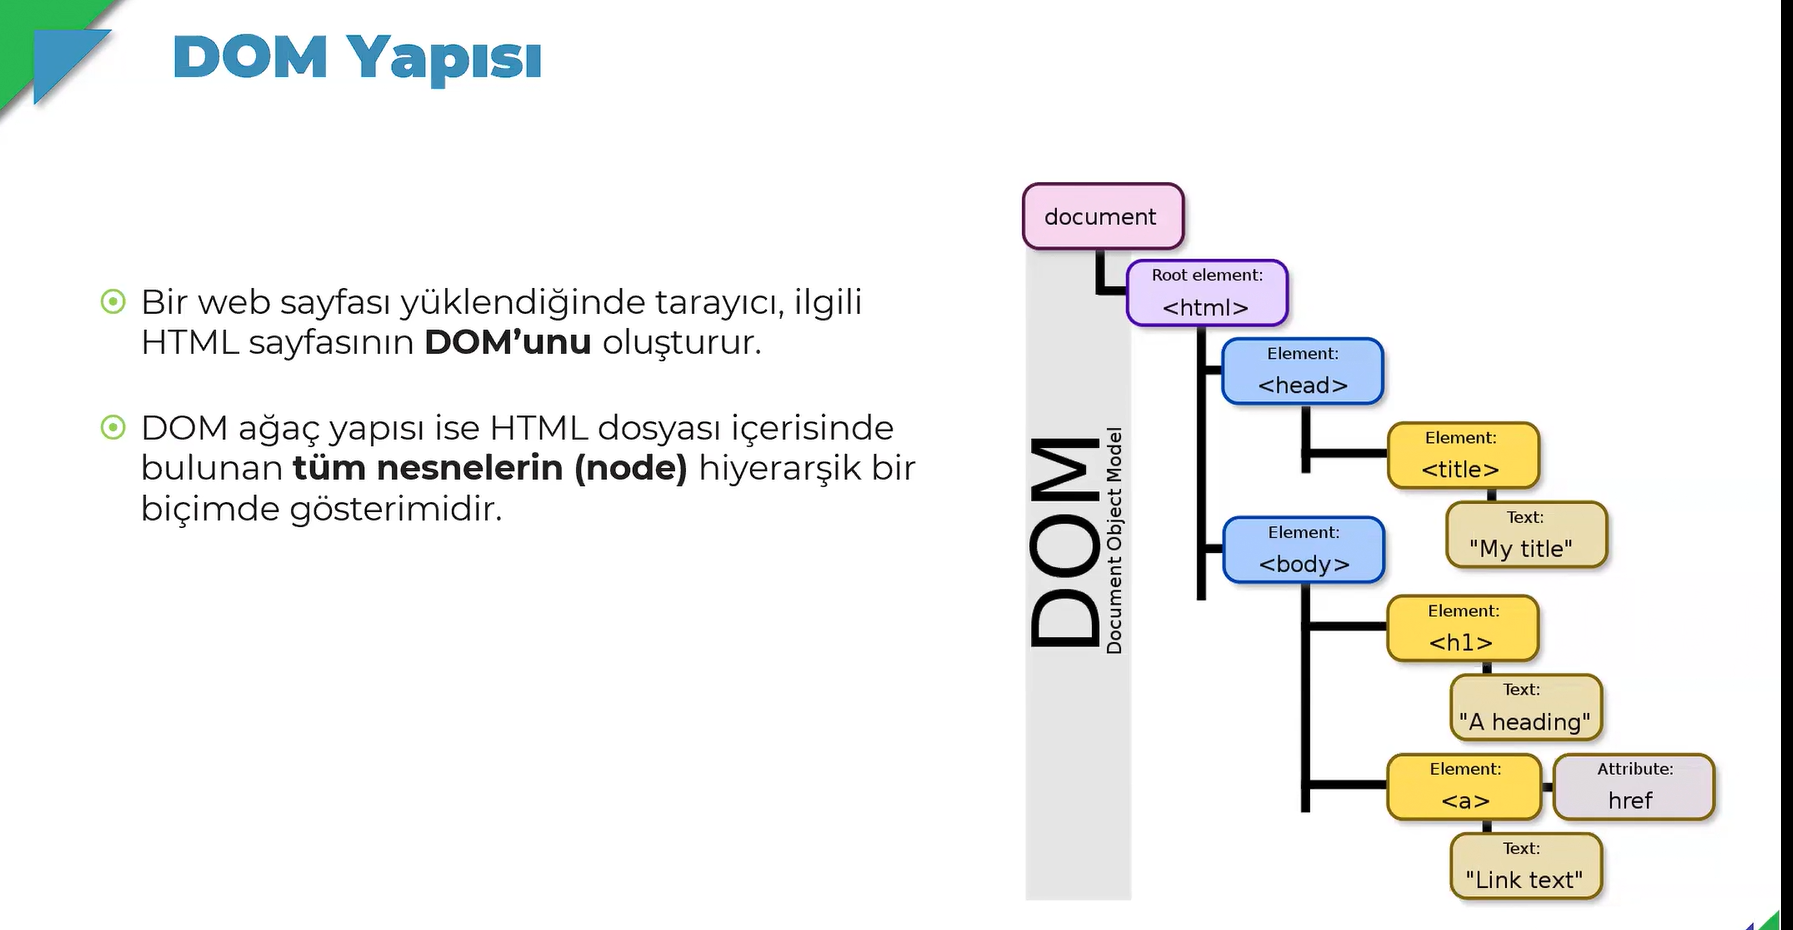 DOM Yapısı
Bir web sayfası yüklendiğinde tarayıcı, ilgili
HTML sayfasının DOM’unu oluşturur.
DOM ağaç yapısı ise HTML dosyası içerisinde
bulunan tüm nesnelerin (node) hiyerarşik bir
biçimde gösterimidir.
DOM
Document Object Model
document
Root element:
<html>
Element:
<head>
Element:
<title>
Text:
"My title"
Element:
<body>
Element:
<h1>
Text:
"A heading"
Element:
<a>
Attribute:
href
Text:
"Link text"